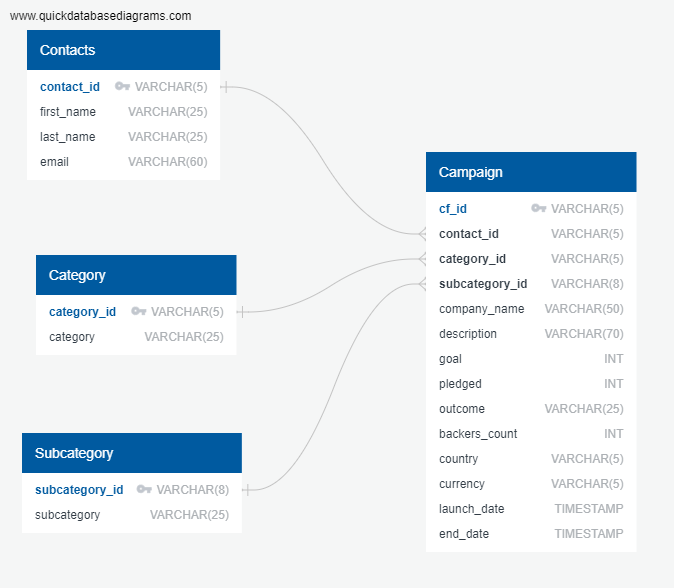 www.quickdatabasediagrams.com
Contacts
contact_id VARCHAR(5)
first_name VARCHAR(25)
last_name VARCHAR(25)
email VARCHAR(60)
Category
category_id VARCHAR(5)
category VARCHAR(25)
Subcategory
subcategory_id VARCHAR(8)
subcategory VARCHAR(25)
Campaign
cf_id VARCHAR(5)
contact_id VARCHAR(5)
category_id VARCHAR(5)
subcategory_id VARCHAR(8)
company_name VARCHAR(50)
description VARCHAR(70)
goal INT
pledged INT
outcome VARCHAR(25)
backers_count INT
country VARCHAR(5)
currency VARCHAR(5)
launch_date TIMESTAMP
end_date TIMESTAMP